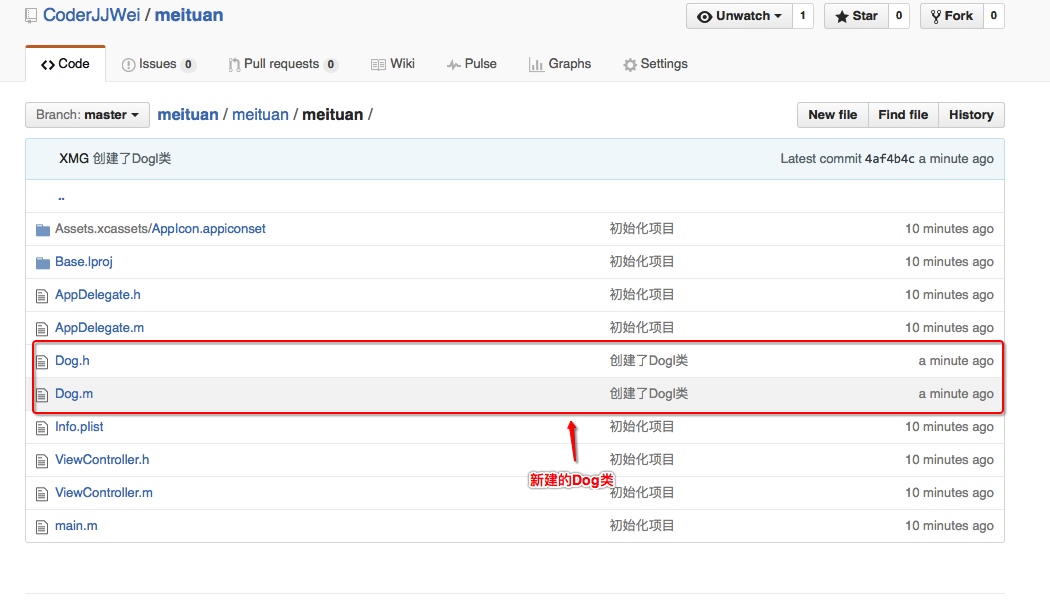 CoderJJWei / meituan Unwatch 1 Star 0 Fork 0
Code Issues 0 Pull requests 0 Wiki Pulse Graphs Settings
Branch: master meituan / meituan / meituan / New file Find file History
XMG 创建了Dogl类 Latest commit 4af4b4c a minute ago
..
Assets.xcassets/AppIcon.appiconset 初始化项目 10 minutes ago
Base.lproj 初始化项目 10 minutes ago
AppDelegate.h 初始化项目 10 minutes ago
AppDelegate.m 初始化项目 10 minutes ago
Dog.h 创建了Dogl类 a minute ago
Dog.m 创建了Dogl类 a minute ago
Info.plist 初始化项目 10 minutes ago
ViewController.h 初始化项目 10 minutes ago
新建的Dog类
ViewController.m 初始化项目 10 minutes ago
main.m 初始化项目 10 minutes ago